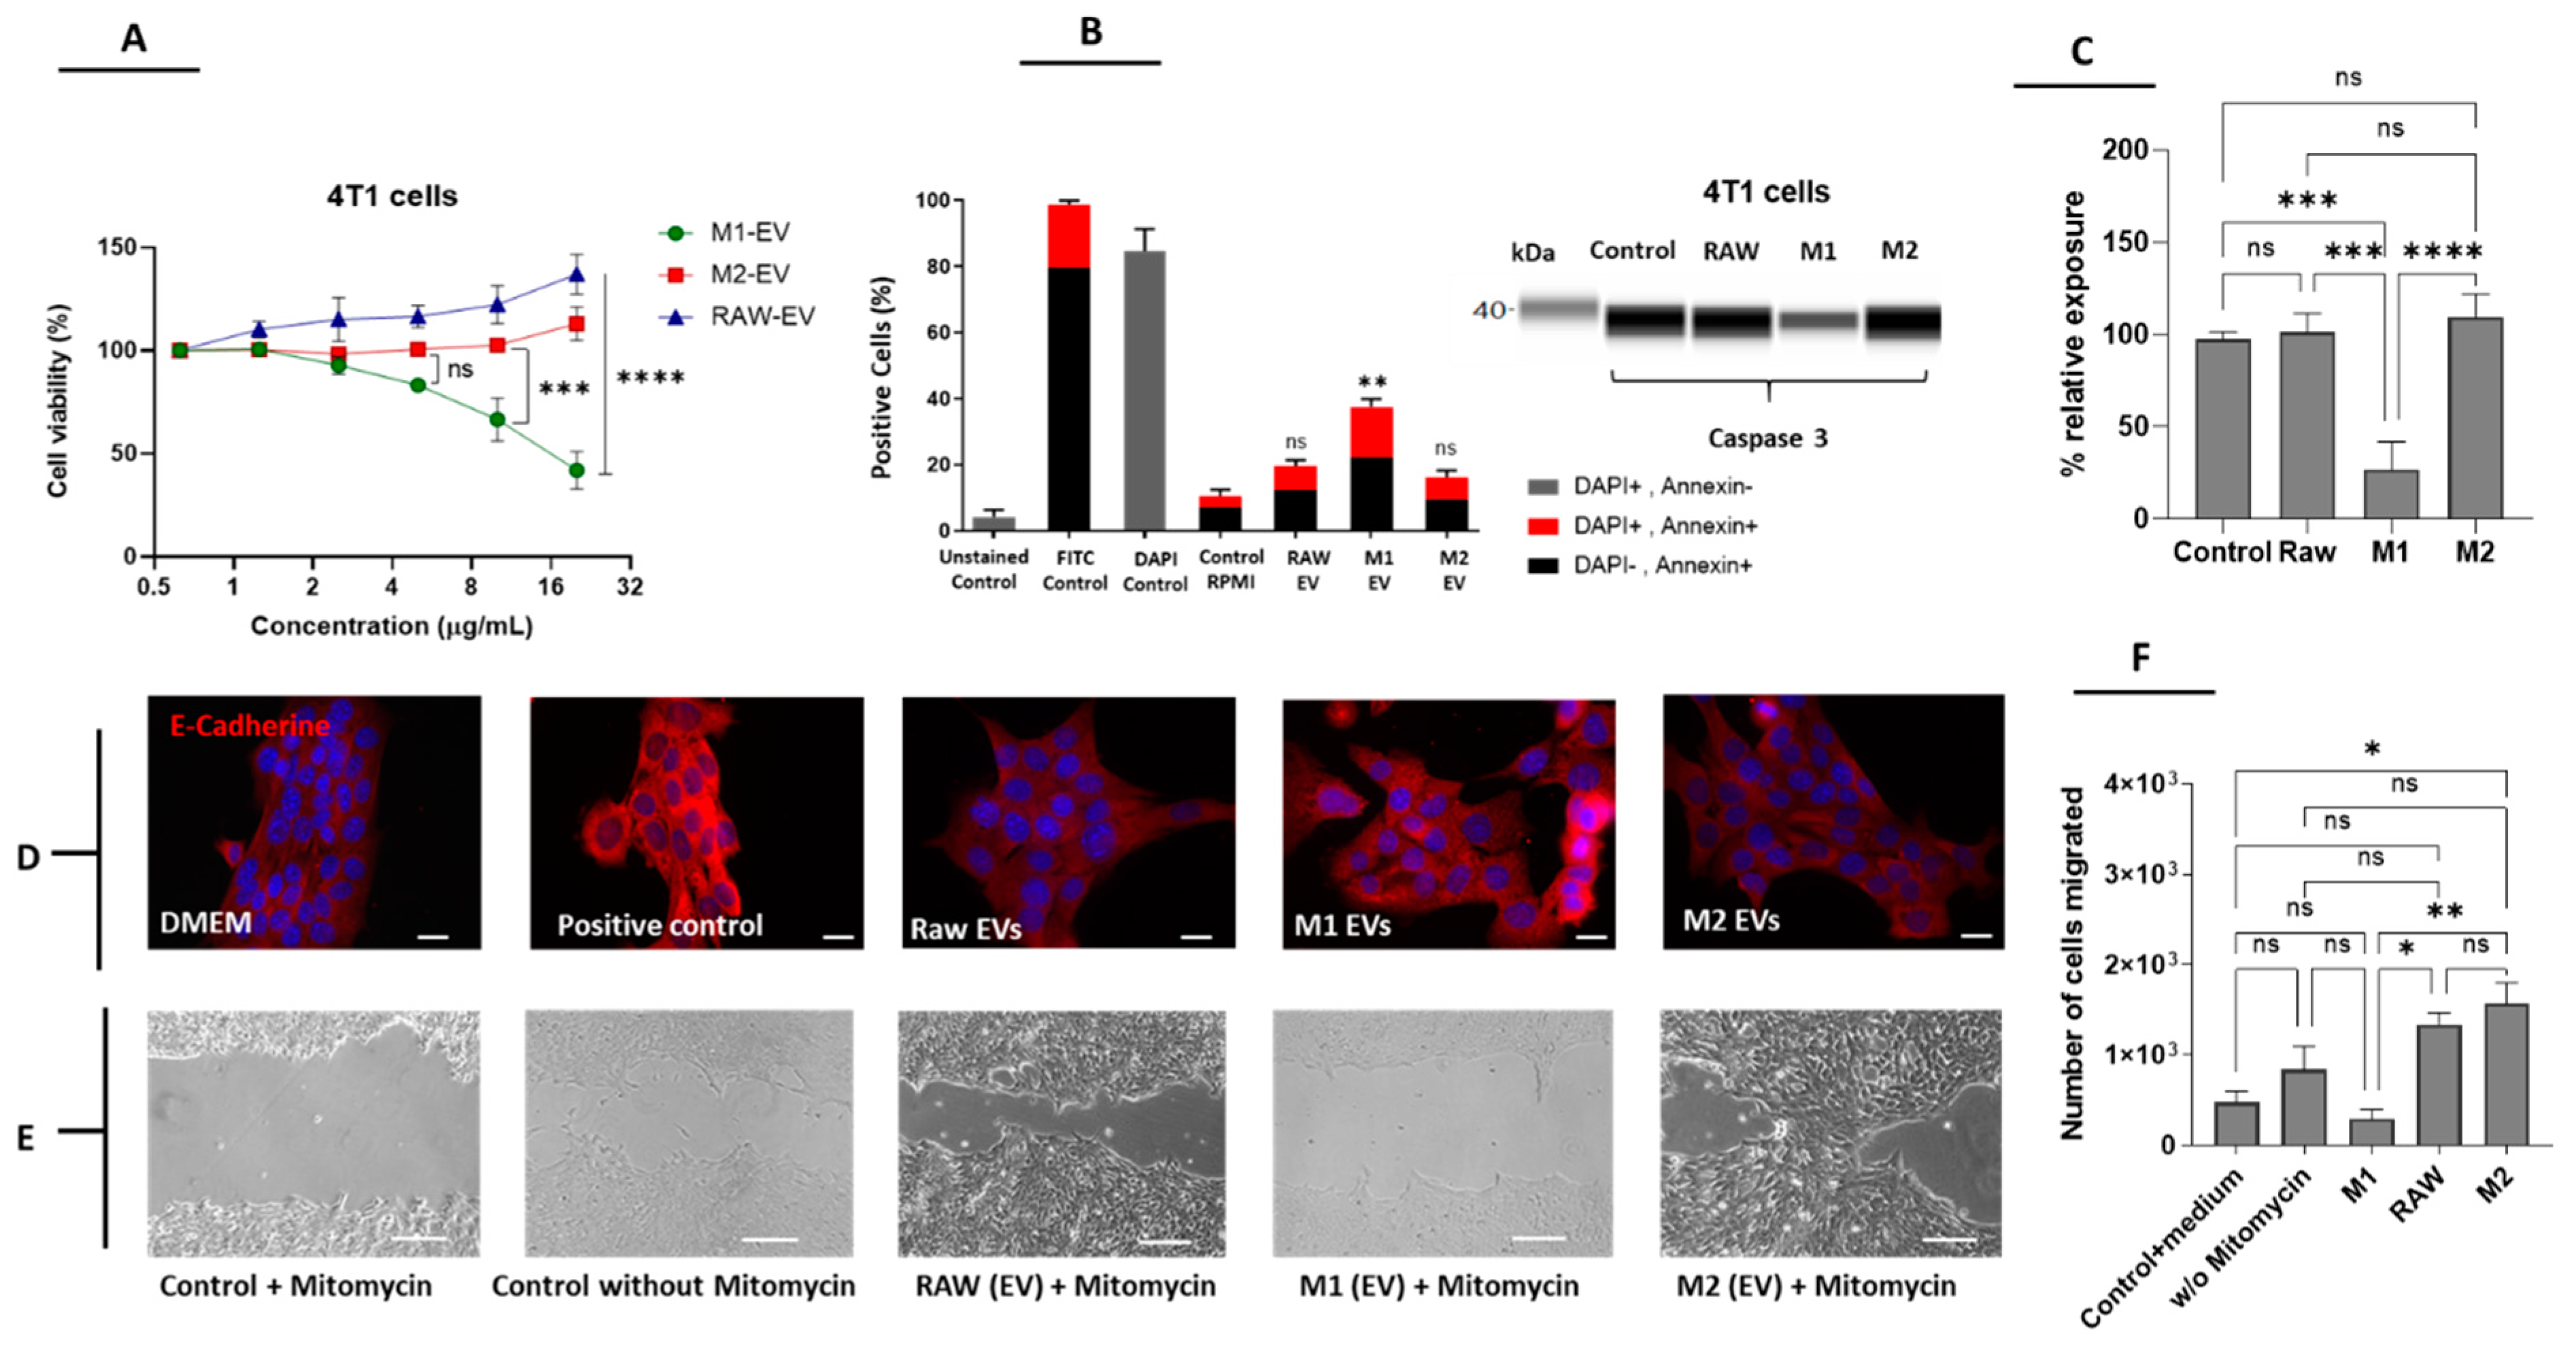 A
4T1 cells
M1-EV
M2-EV
RAW-EV
150
100
50
0
Cell viability (%)
ns
***
****
0.5 1 2 4 8 16 32
Concentration (μg/mL)
B
100
80
60
40
20
0
Positive Cells (%)
ns
**
ns
Unstained Control
FITC Control
DAPI Control
Control RPMI
RAW EV
M1 EV
M2 EV
4T1 cells
kDa Control RAW M1 M2
40-
Caspase 3
DAPI+ , Annexin-
DAPI+ , Annexin+
DAPI- , Annexin+
C
ns
ns
***
ns *** ****
200
150
100
50
0
% relative exposure
Control Raw M1 M2
D
E-Cadherine
DMEM
Positive control
Raw EVs
M1 EVs
M2 EVs
E
Control + Mitomycin
Control without Mitomycin
RAW (EV) + Mitomycin
M1 (EV) + Mitomycin
M2 (EV) + Mitomycin
F
*
ns
ns
ns
ns **
ns ns * ns
4×10³
3×10³
2×10³
1×10³
0
Number of cells migrated
Control+medium
w/o Mitomycin
M1
RAW
M2